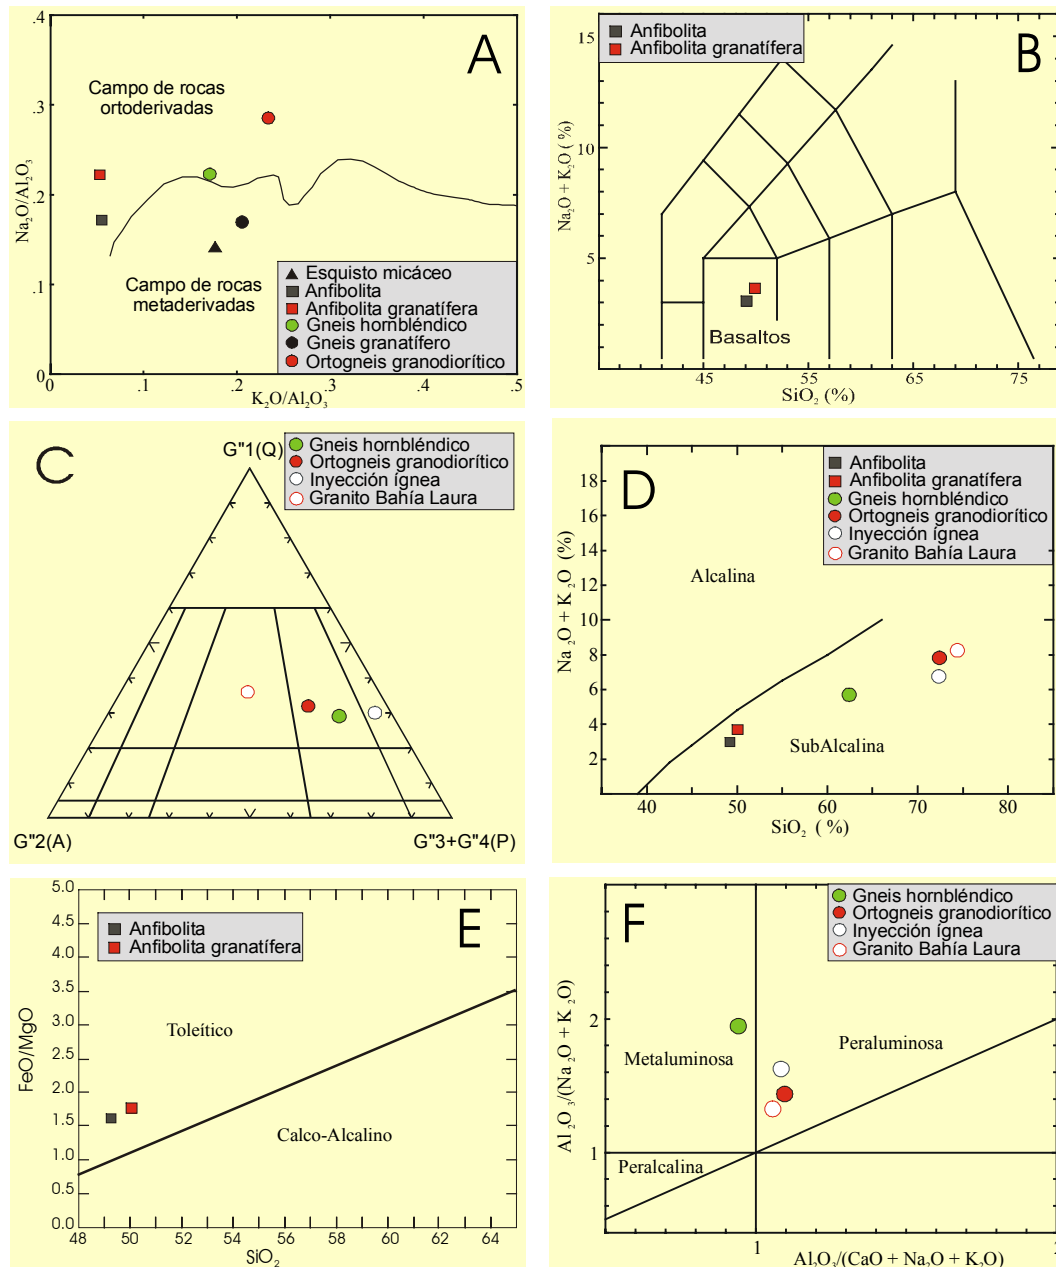 A
Campo de rocas
ortoderivadas
Campo de rocas
metaderivadas
Esquisto micáceo
Anfibolita
Anfibolita granatífera
Gneis hornbléndico
Gneis granatífero
Ortogneis granodiorítico
Na2O/Al2O3
.4
.3
.2
.1
0
0 .1 .2 .3 .4 .5
K2O/Al2O3
B
Anfibolita
Anfibolita granatífera
Na2O + K2O ( %)
15
10
5
Basaltos
45 55 65 75
SiO2 (%)
C
G"1(Q)
Gneis hornbléndico
Ortogneis granodiorítico
Inyección ígnea
Granito Bahía Laura
G"2(A)
G"3+G"4(P)
D
Anfibolita
Anfibolita granatífera
Gneis hornbléndico
Ortogneis granodiorítico
Inyección ígnea
Granito Bahía Laura
Na2O + K2O (%)
18
16
14
12
10
8
6
4
2
Alcalina
SubAlcalina
40 50 60 70 80
SiO2 ( %)
E
Anfibolita
Anfibolita granatífera
FeO/MgO
5.0
4.5
4.0
3.5
3.0
2.5
2.0
1.5
1.0
0.5
0.0
Toleítico
Calco-Alcalino
48 50 52 54 56 58 60 62 64
SiO2
F
Gneis hornbléndico
Ortogneis granodiorítico
Inyección ígnea
Granito Bahía Laura
Al2O3/(Na2O + K2O)
2
1
Metaluminosa
Peraluminosa
Peralcalina
1
Al2O3/(CaO + Na2O + K2O)